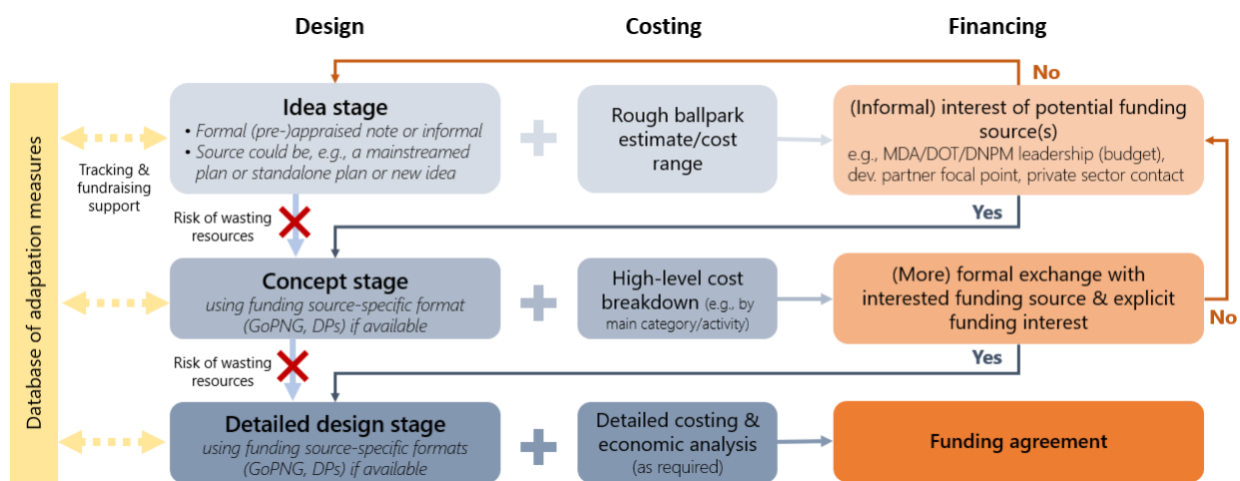 Design
Costing
Financing
No
Database of adaptation measures
Tracking &
fundraising
support
Idea stage
• Formal (pre-)appraised note or informal
• Source could be, e.g., a mainstreamed
plan or standalone plan or new idea
Rough ballpark
estimate/cost
range
(Informal) interest of potential funding
source(s)
e.g., MDA/DOT/DNPM leadership (budget),
dev. partner focal point, private sector contact
Risk of wasting
resources
Yes
Concept stage
using funding source-specific format
(GoPNG, DPs) if available
High-level cost
breakdown (e.g., by
main category/activity)
(More) formal exchange with
interested funding source & explicit
funding interest
No
Risk of wasting
resources
Yes
Detailed design stage
using funding source-specific formats
(GoPNG, DPs) if available
Detailed costing &
economic analysis
(as required)
Funding agreement